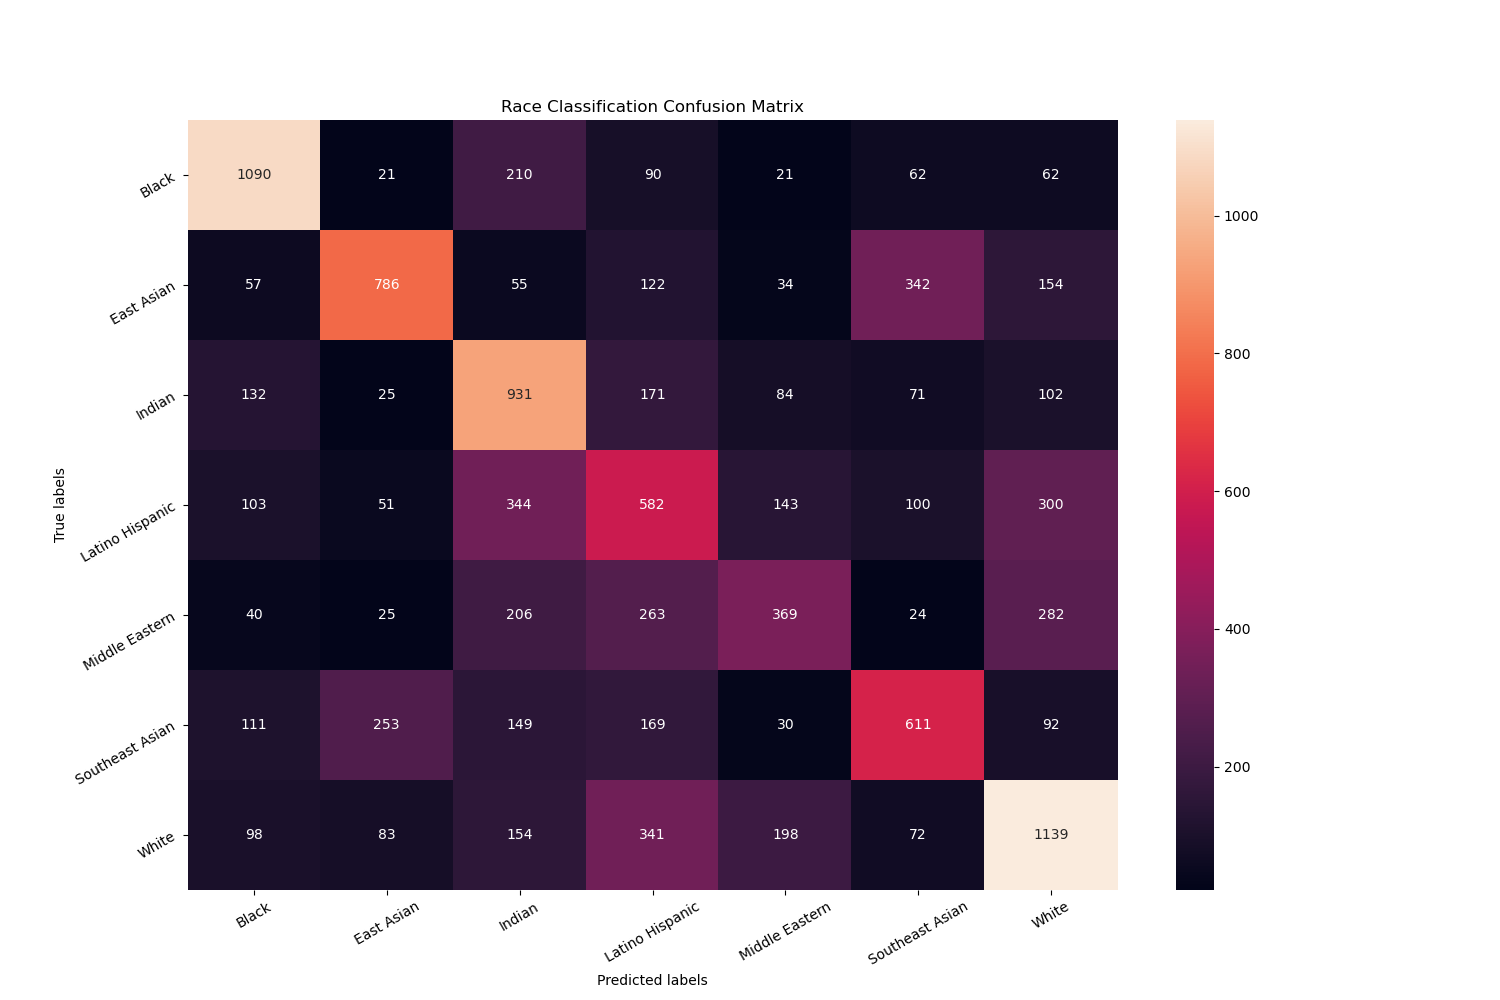 Race Classification Confusion Matrix
Black 1090 21 210 90 21 62 62
East Asian 57 786 55 122 34 342 154
Indian 132 25 931 171 84 71 102
Latino Hispanic 103 51 344 582 143 100 300
Middle Eastern 40 25 206 263 369 24 282
Southeast Asian 111 253 149 169 30 611 92
White 98 83 154 341 198 72 1139
True labels
Black East Asian Indian Latino Hispanic Middle Eastern Southeast Asian White
Predicted labels
1000
800
600
400
200